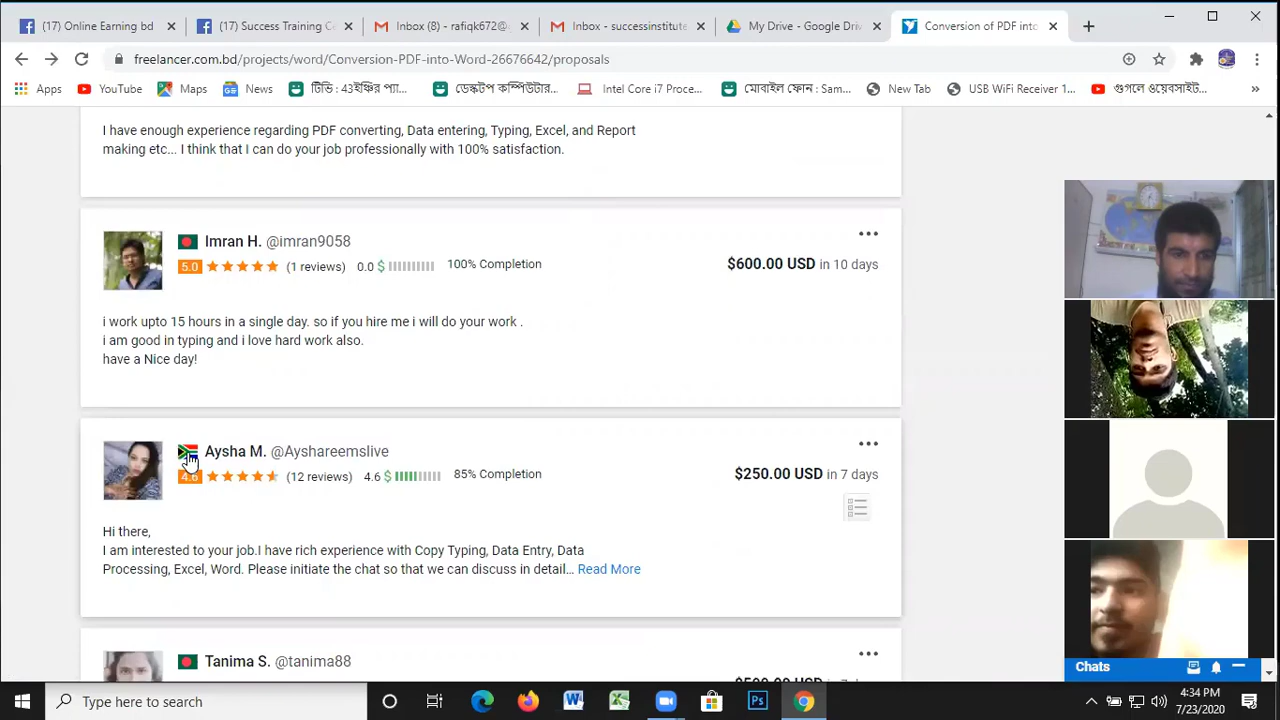 (17) Online Earning bd
(17) Success Training Ce
Inbox (8) - rafiqk672@
Inbox - successinstitute
My Drive - Google Driv
Conversion of PDF into
freelancer.com.bd/projects/word/Conversion-PDF-into-Word-26676642/proposals
Apps
YouTube
Maps
News
টিভি : 43ইঞ্চির প্যা...
ডেস্কটপ কম্পিউটার...
Intel Core i7 Proce...
মোবাইল ফোন : Sam...
New Tab
USB WiFi Receiver 1...
গুগলে ওয়েবসাইট...
»
I have enough experience regarding PDF converting, Data entering, Typing, Excel, and Report
making etc... I think that I can do your job professionally with 100% satisfaction.
Imran H. @imran9058
5.0 (1 reviews) 0.0 $ 100% Completion
$600.00 USD in 10 days
i work upto 15 hours in a single day. so if you hire me i will do your work .
i am good in typing and i love hard work also.
have a Nice day!
Aysha M. @Ayshareemslive
4.6 (12 reviews) 4.6 $ 85% Completion
$250.00 USD in 7 days
Hi there,
I am interested to your job.I have rich experience with Copy Typing, Data Entry, Data
Processing, Excel, Word. Please initiate the chat so that we can discuss in detail... Read More
Tanima S. @tanima88
Chats
Type here to search
4:34 PM
7/23/2020